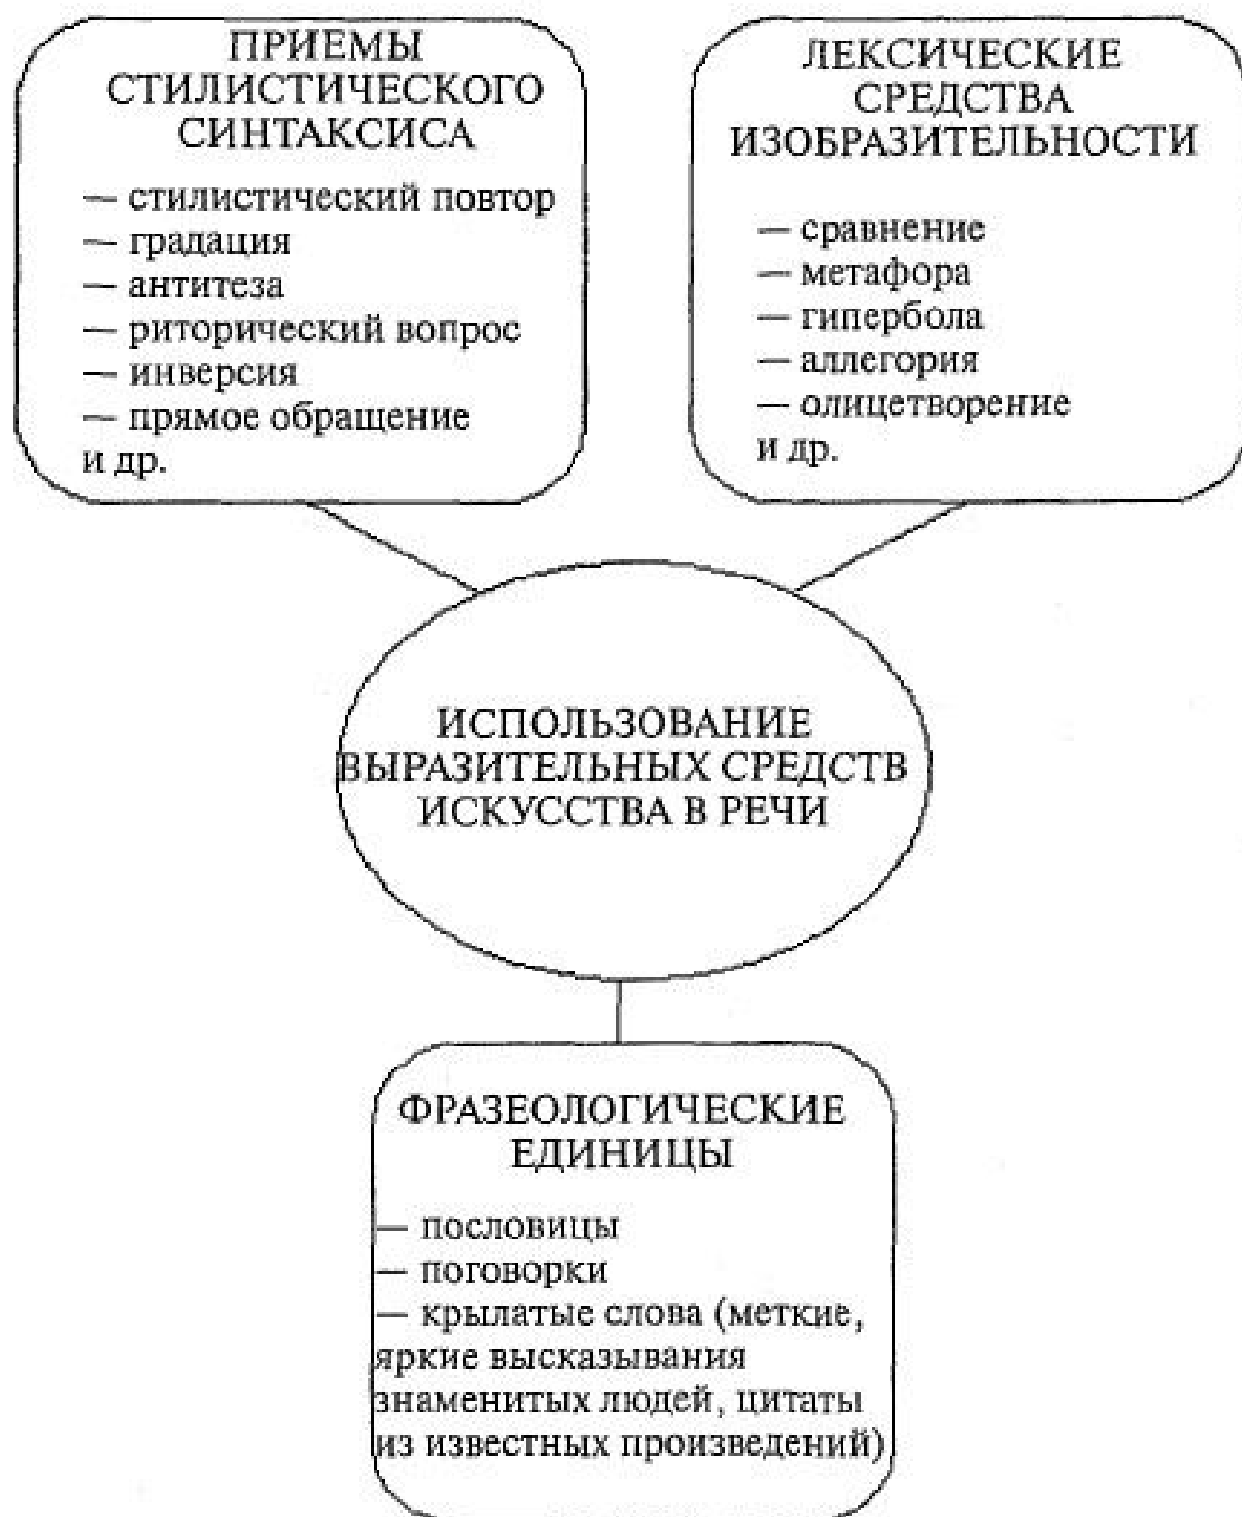 ПРИЕМЫ
СТИЛИСТИЧЕСКОГО
СИНТАКСИСА
— стилистический повтор
— градация
— антитеза
— риторический вопрос
— инверсия
— прямое обращение
и др.
ЛЕКСИЧЕСКИЕ
СРЕДСТВА
ИЗОБРАЗИТЕЛЬНОСТИ
— сравнение
— метафора
— гипербола
— аллегория
— олицетворение
и др.
ИСПОЛЬЗОВАНИЕ
ВЫРАЗИТЕЛЬНЫХ СРЕДСТВ
ИСКУССТВА В РЕЧИ
ФРАЗЕОЛОГИЧЕСКИЕ
ЕДИНИЦЫ
— пословицы
— поговорки
— крылатые слова (меткие,
яркие высказывания
знаменитых людей, цитаты
из известных произведений)